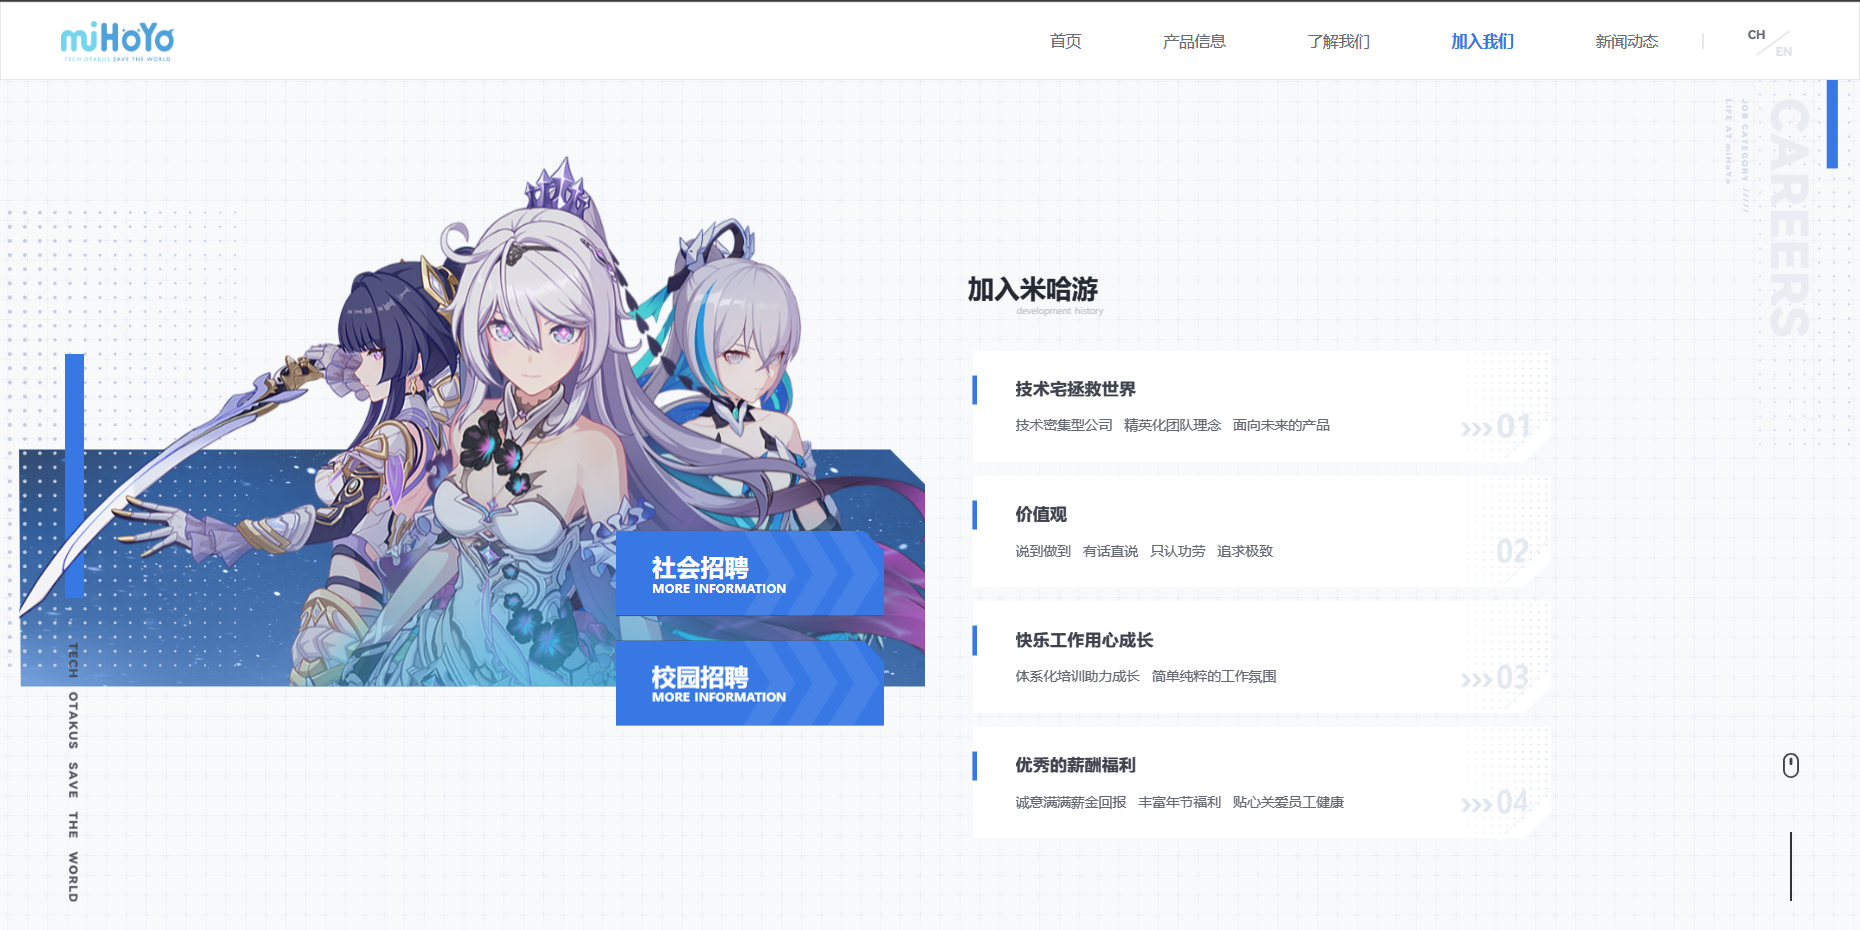 miHoYo
TECH OTAKUS SAVE THE WORLD
首页
产品信息
了解我们
加入我们
新闻动态
CH
EN
CAREERS
JOB CATEGORY /////
LIFE AT miHoYo
加入米哈游
development history
技术宅拯救世界
技术密集型公司 精英化团队理念 面向未来的产品
01
价值观
说到做到 有话直说 只认功劳 追求极致
02
快乐工作用心成长
体系化培训助力成长 简单纯粹的工作氛围
03
优秀的薪酬福利
诚意满满薪金回报 丰富年节福利 贴心关爱员工健康
04
社会招聘
MORE INFORMATION
校园招聘
MORE INFORMATION
TECH OTAKUS SAVE THE WORLD